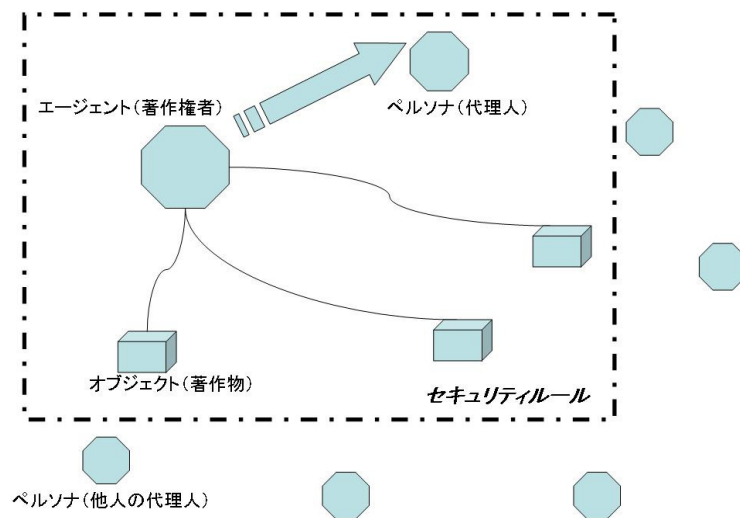 エージェント(著作権者)
ペルソナ(代理人)
オブジェクト(著作物)
セキュリティルール
ペルソナ(他人の代理人)